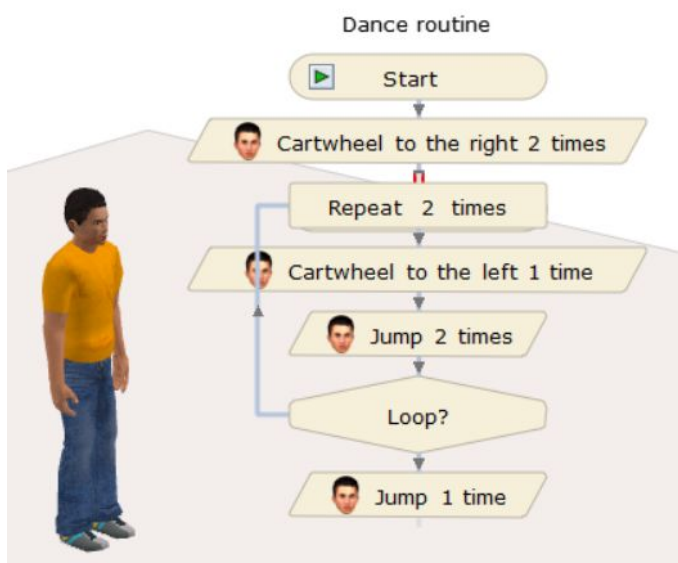 Dance routine
Start
Cartwheel to the right 2 times
Repeat 2 times
Cartwheel to the left 1 time
Jump 2 times
Loop?
Jump 1 time